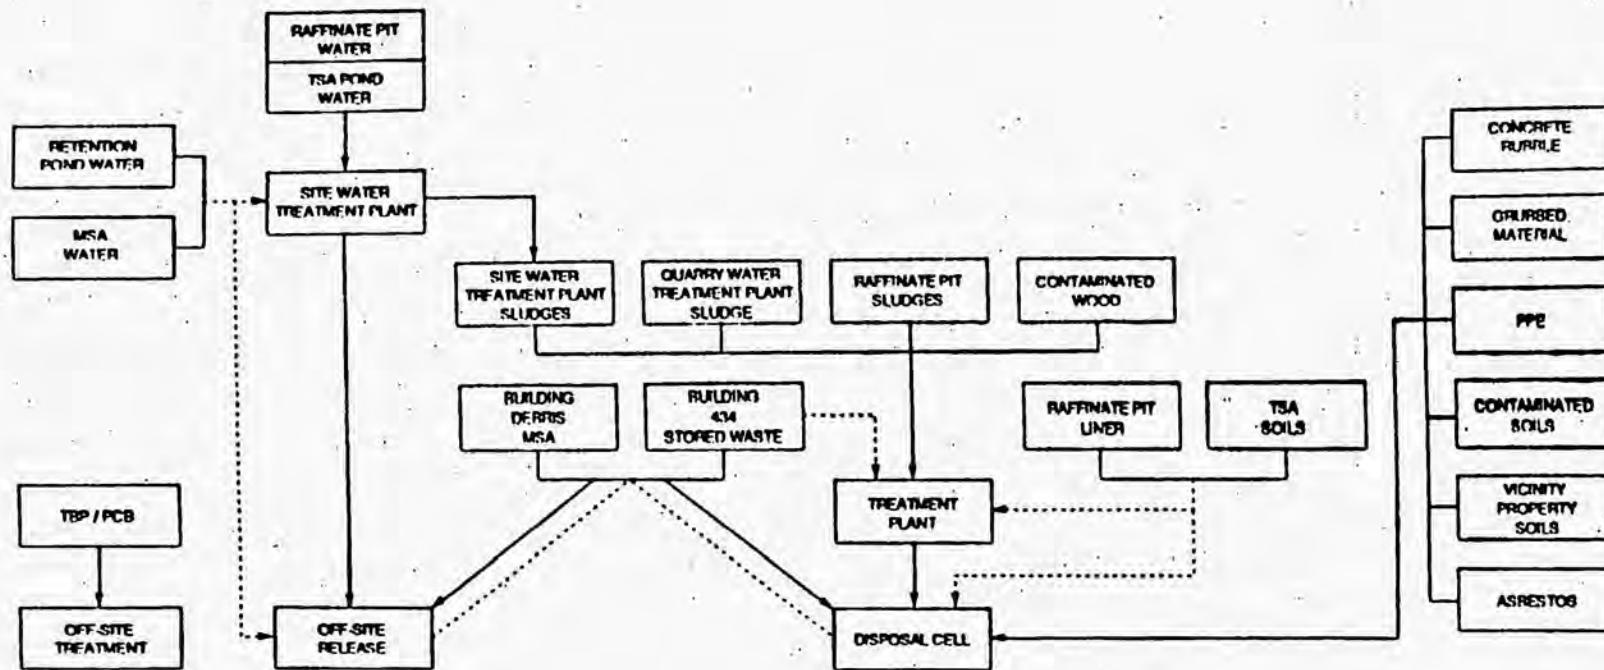 RAFFINATE PIT
WATER
TSA POND
WATER
RETENTION
POND WATER
MSA
WATER
SITE WATER
TREATMENT PLANT
SITE WATER
TREATMENT PLANT
SLUDGES
QUARRY WATER
TREATMENT PLANT
SLUDGE
RAFFINATE PIT
SLUDGES
CONTAMINATED
WOOD
BUILDING
DEBRIS
MSA
BUILDING
434
STORED WASTE
RAFFINATE PIT
LINER
TSA
SOILS
TBP / PCB
TREATMENT
PLANT
OFF-SITE
TREATMENT
OFF-SITE
RELEASE
DISPOSAL CELL
CONCRETE
RUBBLE
GRUBBED
MATERIAL
PPE
CONTAMINATED
SOILS
VICINITY
PROPERTY
SOILS
ASBESTOS